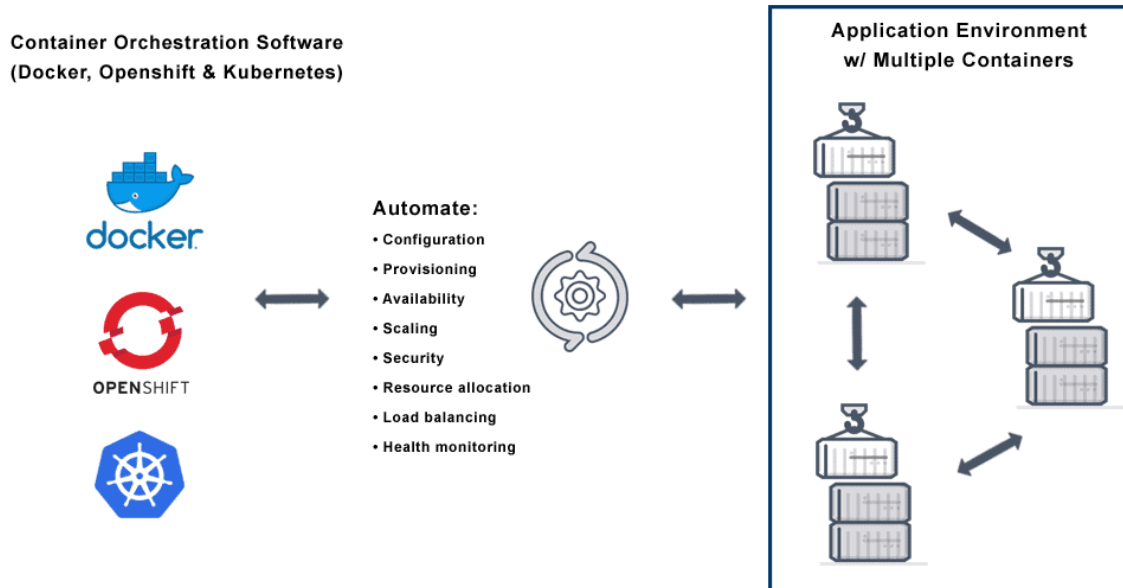 Container Orchestration Software
(Docker, Openshift & Kubernetes)
docker
OPENSHIFT
Automate:
• Configuration
• Provisioning
• Availability
• Scaling
• Security
• Resource allocation
• Load balancing
• Health monitoring
Application Environment
w/ Multiple Containers